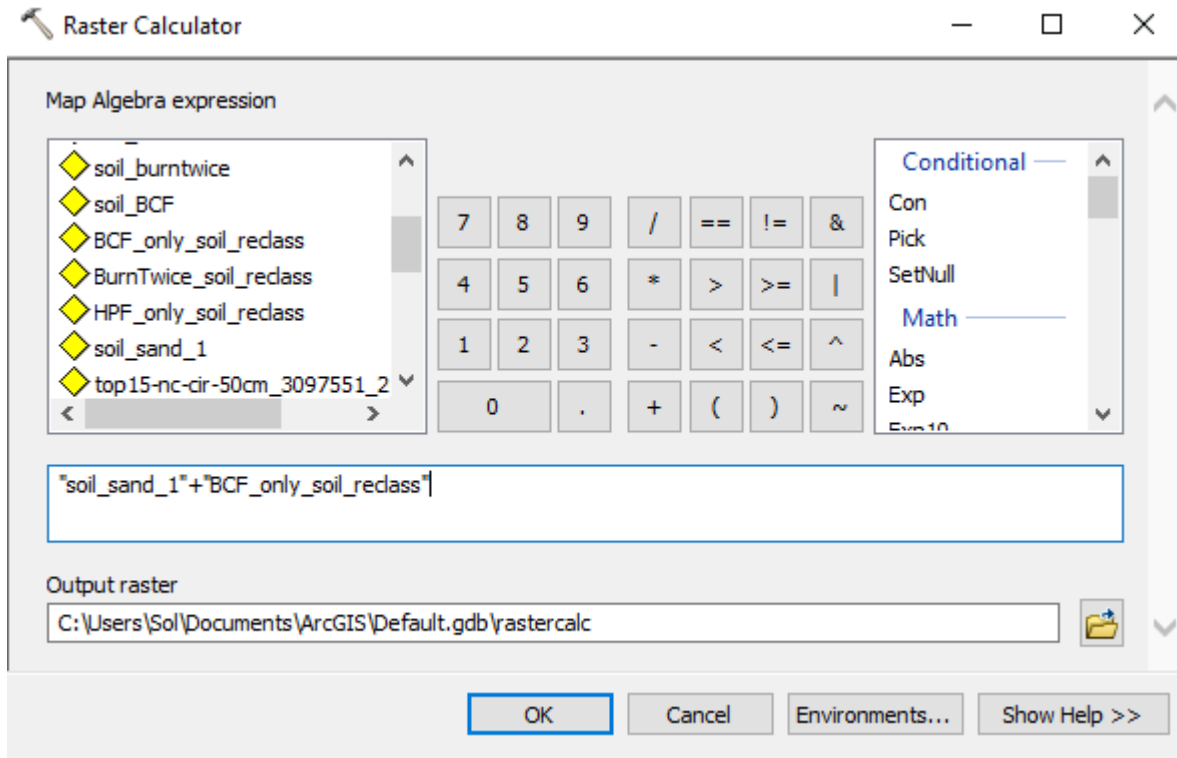 Raster Calculator
Map Algebra expression
soil_burntwice
soil_BCF
BCF_only_soil_reclass
BurnTwice_soil_reclass
HPF_only_soil_reclass
soil_sand_1
top15-nc-cir-50cm_3097551_2
7 8 9 / == != &
4 5 6 * > >= |
1 2 3 - < <= ^
0 . + ( ) ~
Conditional
Con
Pick
SetNull
Math
Abs
Exp
Exp10
"soil_sand_1"+"BCF_only_soil_reclass"
Output raster
C:\Users\Sol\Documents\ArcGIS\Default.gdb\rastercalc
OK Cancel Environments... Show Help >>